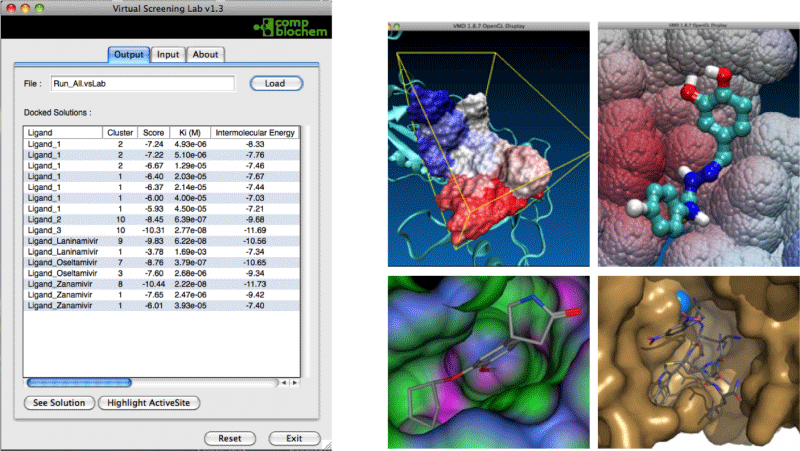 Virtual Screening Lab v1.3
comp
biochem
Output Input About
File : Run_All.vsLab Load
Docked Solutions :
Ligand Cluster Score Ki (M) Intermolecular Energy
Ligand_1 2 -7.24 4.93e-06 -8.33
Ligand_1 2 -7.22 5.10e-06 -7.76
Ligand_1 2 -6.67 1.29e-05 -7.46
Ligand_1 1 -6.40 2.03e-05 -7.67
Ligand_1 1 -6.37 2.14e-05 -7.44
Ligand_1 1 -6.00 4.00e-05 -7.03
Ligand_1 1 -5.93 4.50e-05 -7.21
Ligand_2 10 -8.45 6.39e-07 -9.68
Ligand_3 10 -10.31 2.77e-08 -11.69
Ligand_Laninamivir 9 -9.83 6.22e-08 -10.56
Ligand_Laninamivir 1 -3.78 1.69e-03 -7.34
Ligand_Oseltamivir 7 -8.76 3.79e-07 -10.65
Ligand_Oseltamivir 3 -7.60 2.68e-06 -9.34
Ligand_Zanamivir 8 -10.44 2.22e-08 -11.73
Ligand_Zanamivir 1 -7.65 2.47e-06 -9.42
Ligand_Zanamivir 1 -6.01 3.93e-05 -7.40
See Solution Highlight ActiveSite
Reset Exit
VMD 1.8.7 OpenGL Display
VMD 1.8.7 OpenGL Display